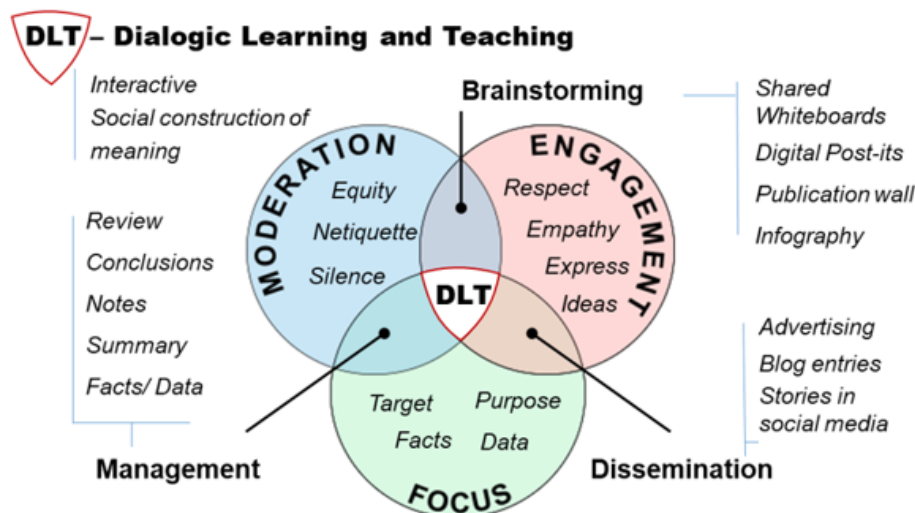 DLT – Dialogic Learning and Teaching
Interactive
Social construction of
meaning
Brainstorming
Shared
Whiteboards
Digital Post-its
Publication wall
Infography
MODERATION
Equity
Netiquette
Silence
ENGAGEMENT
Respect
Empathy
Express
Ideas
DLT
Review
Conclusions
Notes
Summary
Facts/ Data
Management
Target
Purpose
Facts
Data
FOCUS
Advertising
Blog entries
Stories in
social media
Dissemination